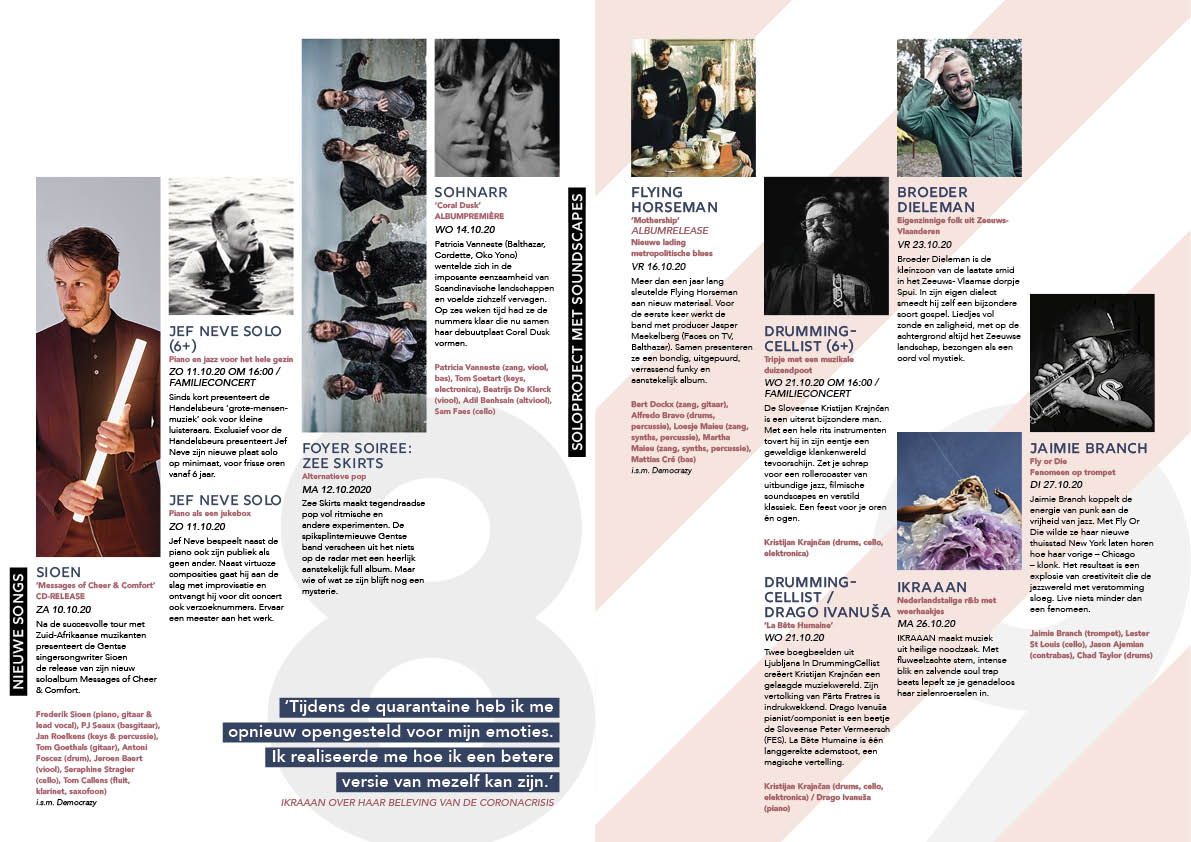 NIEUWE SONGS
SIOEN
‘Messages of Cheer & Comfort’
CD-RELEASE
ZA 10.10.20
Na de succesvolle tour met
Zuid-Afrikaanse muzikanten
presenteert de Gentse
singersongwriter Sioen
de release van zijn nieuw
soloalbum Messages of Cheer
& Comfort.
Frederik Sioen (piano, gitaar &
lead vocal), PJ Seaux (basgitaar),
Jan Roelkens (keys & percussie),
Tom Goethals (gitaar), Antoni
Foscez (drum), Jeroen Baert
(viool), Seraphine Stragier
(cello), Tom Callens (fluit,
klarinet, saxofoon)
i.s.m. Democrazy
JEF NEVE SOLO
(6+)
Piano en jazz voor het hele gezin
ZO 11.10.20 OM 16:00 /
FAMILIECONCERT
Sinds kort presenteert de
Handelsbeurs ‘grote-mensen-
muziek’ ook voor kleine
luisteraars. Exclusief voor de
Handelsbeurs presenteert Jef
Neve zijn nieuwe plaat solo
op minimaat, voor frisse oren
vanaf 6 jaar.
JEF NEVE SOLO
Piano als een jukebox
ZO 11.10.20
Jef Neve bespeelt naast de
piano ook zijn publiek als
geen ander. Naast virtuoze
composities gaat hij aan de
slag met improvisatie en
ontvangt hij voor dit concert
ook verzoeknummers. Ervaar
een meester aan het werk.
FOYER SOIREE:
ZEE SKIRTS
Alternatieve pop
MA 12.10.2020
Zee Skirts maakt tegendraadse
pop vol ritmische en
andere experimenten. De
spiksplinternieuwe Gentse
band verscheen uit het niets
op de radar met een heerlijk
aanstekelijk full album. Maar
wie of wat ze zijn blijft nog een
mysterie.
SOHNARR
‘Coral Dusk’
ALBUMPREMIÈRE
WO 14.10.20
Patricia Vanneste (Balthazar,
Cordette, Oko Yono)
wentelde zich in de
imposante eenzaamheid van
Scandinavische landschappen
en voelde zichzelf vervagen.
Op zes weken tijd had ze de
nummers klaar die nu samen
haar debuutplaat Coral Dusk
vormen.
Patricia Vanneste (zang, viool,
bas), Tom Soetart (keys,
electronica), Beatrijs De Klerck
(viool), Adil Benhsain (altviool),
Sam Faes (cello)
SOLOPROJECT MET SOUNDSCAPES
8
‘Tijdens de quarantaine heb ik me
opnieuw opengesteld voor mijn emoties.
Ik realiseerde me hoe ik een betere
versie van mezelf kan zijn.’
IKRAAAN OVER HAAR BELEVING VAN DE CORONACRISIS
FLYING
HORSEMAN
‘Mothership’
ALBUMRELEASE
Nieuwe lading
metropolitische blues
VR 16.10.20
Meer dan een jaar lang
sleutelde Flying Horseman
aan nieuw materiaal. Voor
de eerste keer werkt de
band met producer Jasper
Maekelberg (Faces on TV,
Balthazar). Samen presenteren
ze een bondig, uitgepuurd,
verrassend funky en
aanstekelijk album.
Bert Dockx (zang, gitaar),
Alfredo Bravo (drums,
percussie), Loesje Maieu (zang,
synths, percussie), Martha
Maieu (zang, synths, percussie),
Mattias Cré (bas)
i.s.m. Democrazy
DRUMMING-
CELLIST (6+)
Tripje met een muzikale
duizendpoot
WO 21.10.20 OM 16:00 /
FAMILIECONCERT
De Sloveense Kristijan Krajnčan
is een uiterst bijzondere man.
Met een hele rits instrumenten
tovert hij in zijn eentje een
geweldige klankenwereld
tevoorschijn. Zet je schrap
voor een rollercoaster van
uitbundige jazz, filmische
soundscapes en verstild
klassiek. Een feest voor je oren
én ogen.
Kristijan Krajnčan (drums, cello,
elektronica)
DRUMMING-
CELLIST /
DRAGO IVANUŠA
‘La Bête Humaine’
WO 21.10.20
Twee boegbeelden uit
Ljubljana In DrummingCellist
creëert Kristijan Krajnčan een
gelaagde muziekwereld. Zijn
vertolking van Pärts Fratres is
indrukwekkend. Drago Ivanuša
pianist/componist is een beetje
de Sloveense Peter Vermeersch
(FES). La Bête Humaine is één
langgerekte ademstoot, een
magische vertelling.
Kristijan Krajnčan (drums, cello,
elektronica) / Drago Ivanuša
(piano)
BROEDER
DIELEMAN
Eigenzinnige folk uit Zeeuws-
Vlaanderen
VR 23.10.20
Broeder Dieleman is de
kleinzoon van de laatste smid
in het Zeeuws- Vlaamse dorpje
Spui. In zijn eigen dialect
smeedt hij zelf een bijzondere
soort gospel. Liedjes vol
zonde en zaligheid, met op de
achtergrond altijd het Zeeuwse
landschap, bezongen als een
oord vol mystiek.
IKRAAAN
Nederlandstalige r&b met
weerhaakjes
MA 26.10.20
IKRAAAN maakt muziek
uit heilige noodzaak. Met
fluweelzachte stem, intense
blik en zalvende soul trap
beats lepelt ze je genadeloos
haar zielenroerselen in.
JAIMIE BRANCH
Fly or Die
Fenomeen op trompet
DI 27.10.20
Jaimie Branch koppelt de
energie van punk aan de
vrijheid van jazz. Met Fly Or
Die wilde ze haar nieuwe
thuisstad New York laten horen
hoe haar vorige – Chicago
– klonk. Het resultaat is een
explosie van creativiteit die de
jazzwereld met verstomming
sloeg. Live niets minder dan
een fenomeen.
Jaimie Branch (trompet), Lester
St Louis (cello), Jason Ajemian
(contrabas), Chad Taylor (drums)
9